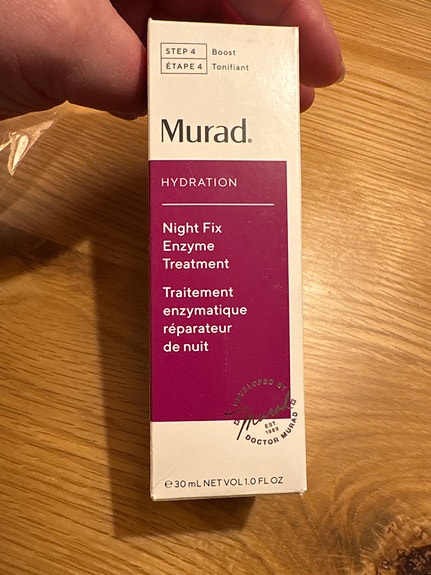 STEP 4 Boost
ÉTAPE 4 Tonifiant
Murad.
HYDRATION
Night Fix
Enzyme
Treatment
Traitement
enzymatique
réparateur
de nuit
DEVELOPED BY
Murad
EST.
1989
DOCTOR MURAD
℮ 30 mL NET VOL 1.0 FL OZ